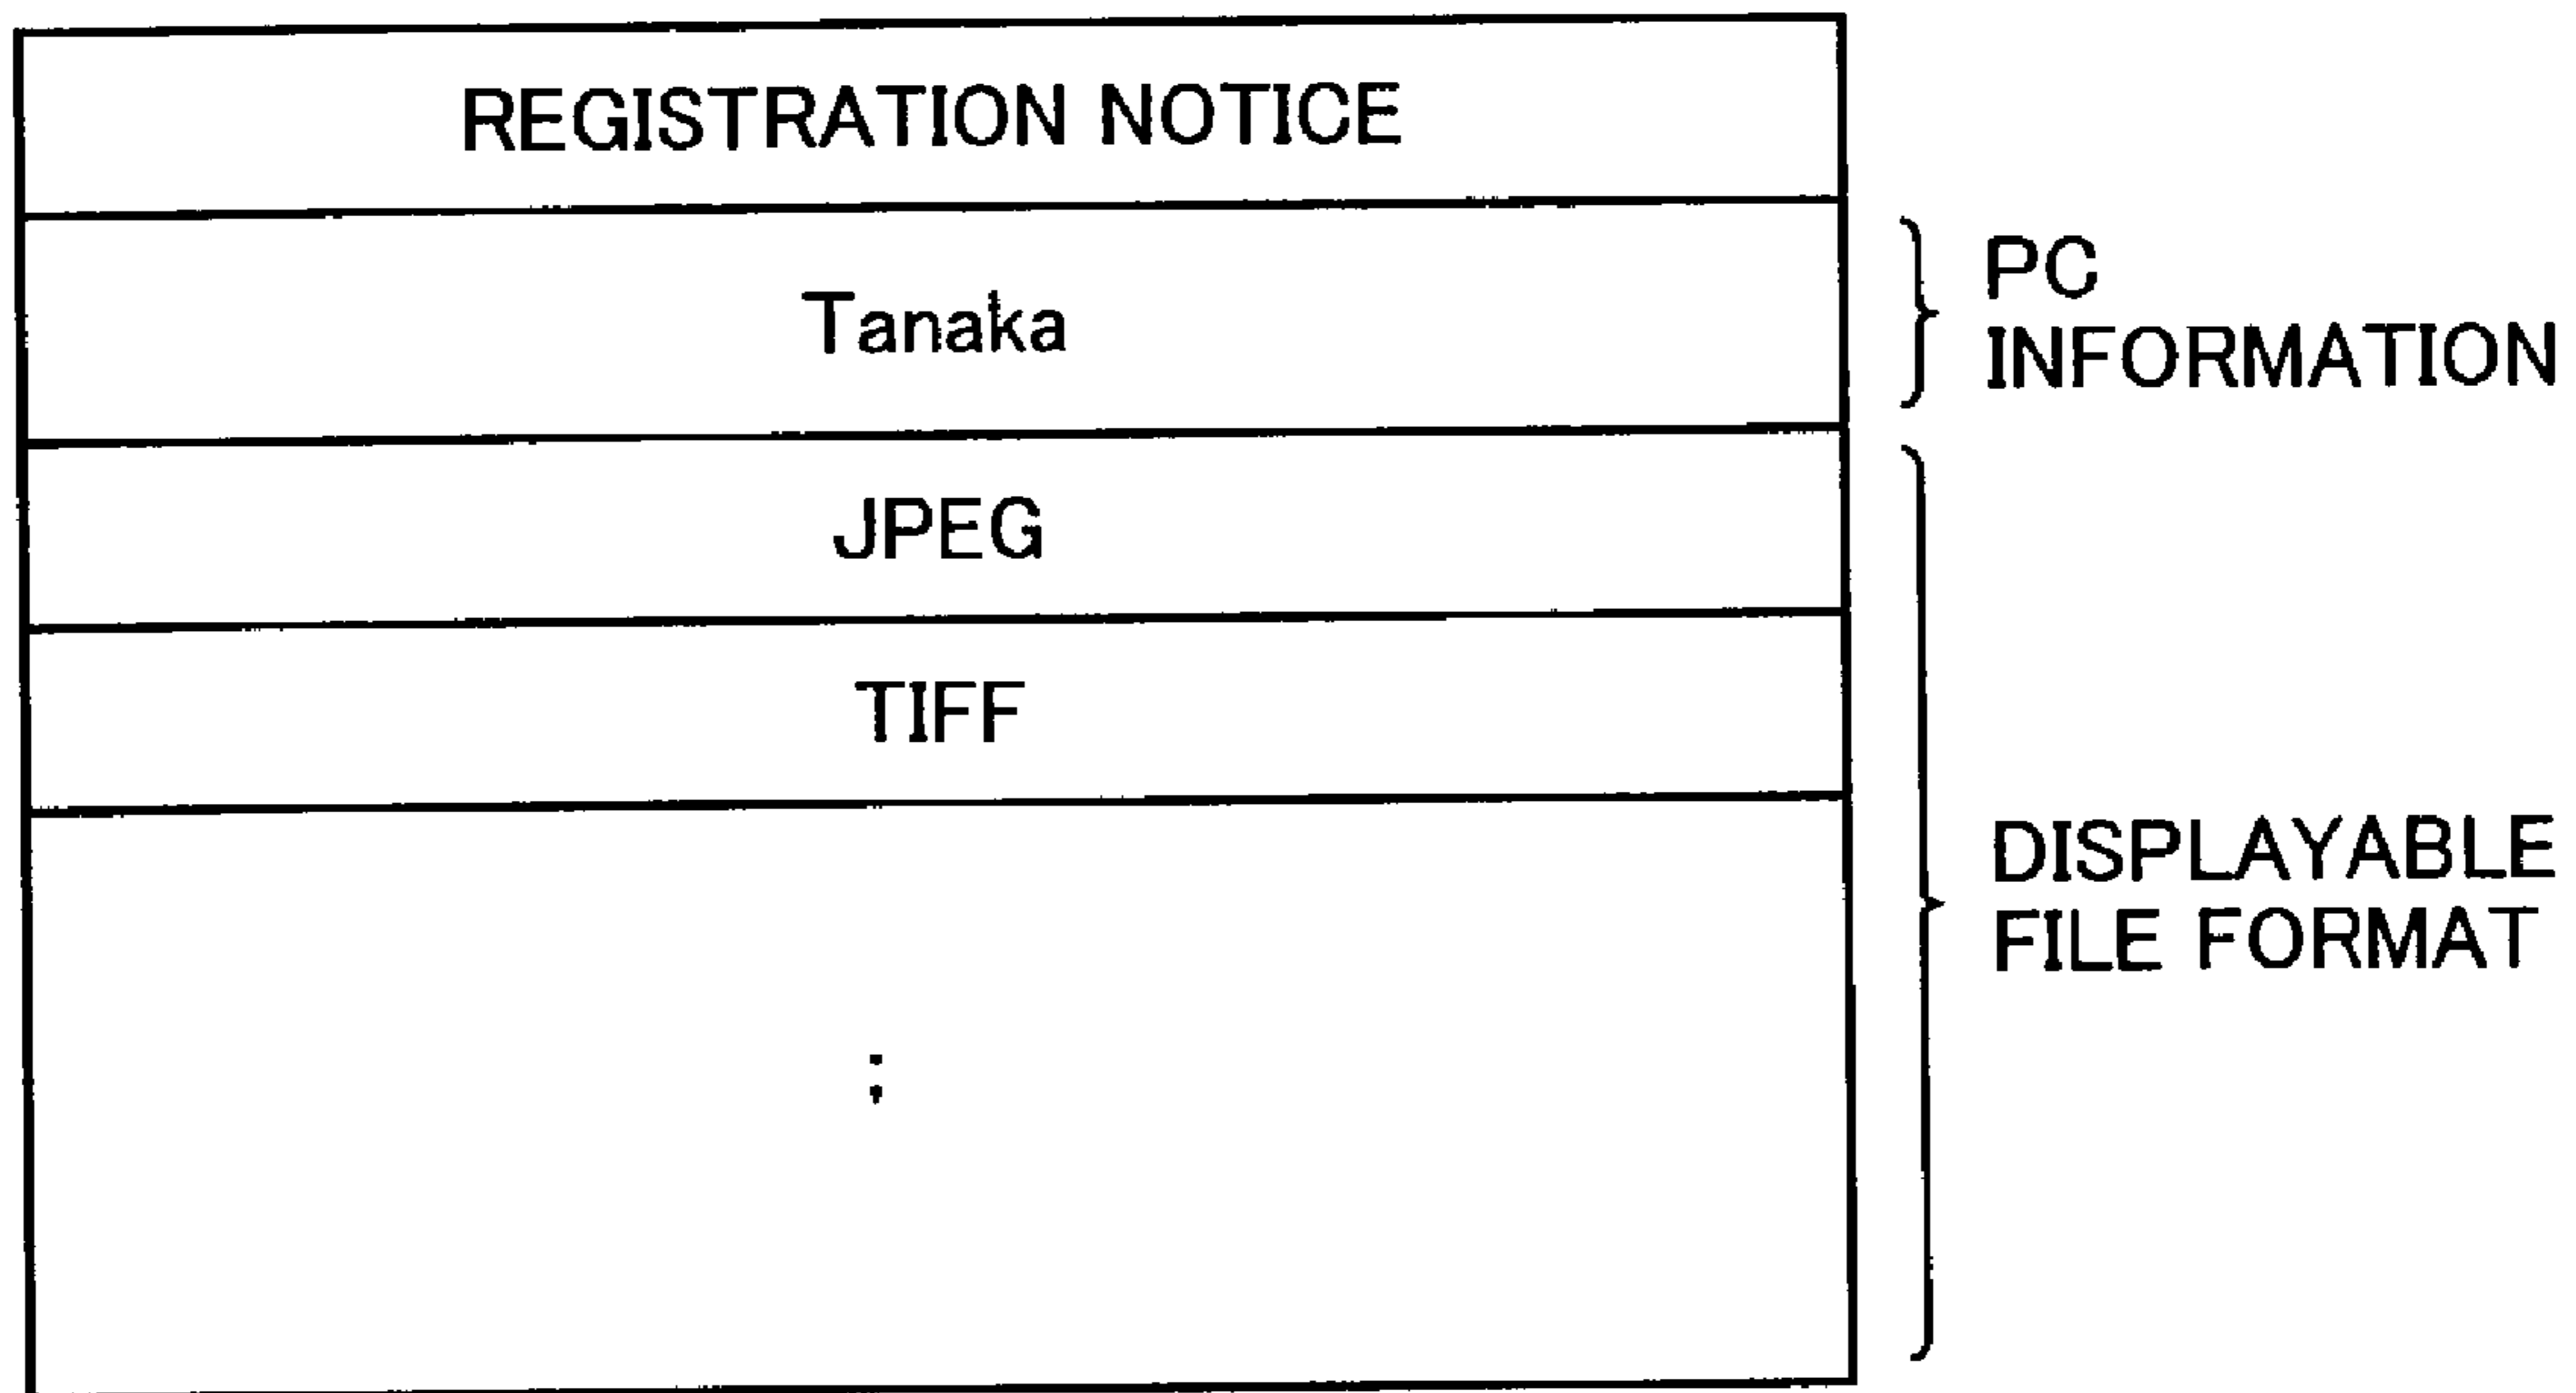 REGISTRATION NOTICE
Tanaka
PC
INFORMATION
JPEG
TIFF
:
DISPLAYABLE
FILE FORMAT